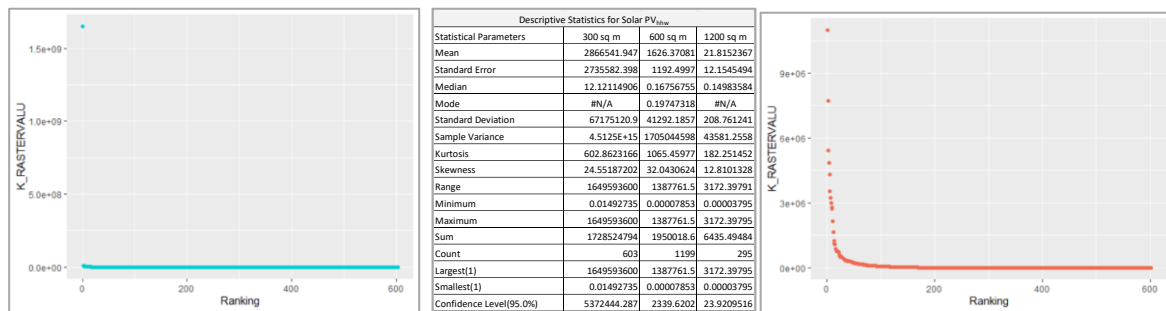 K_RASTERVALU
1.5e+09
1.0e+09
5.0e+08
0.0e+00
0 200 400 600
Ranking
Descriptive Statistics for Solar PVhhw
Statistical Parameters 300 sq m 600 sq m 1200 sq m
Mean 2866541.947 1626.37081 21.8152367
Standard Error 2735582.398 1192.4997 12.1545494
Median 12.12114906 0.16756755 0.14983584
Mode #N/A 0.19747318 #N/A
Standard Deviation 67175120.9 41292.1857 208.761241
Sample Variance 4.5125E+15 1705044598 43581.2558
Kurtosis 602.8623166 1065.45977 182.251452
Skewness 24.55187202 32.0430624 12.8101328
Range 1649593600 1387761.5 3172.39791
Minimum 0.01492735 0.00007853 0.00003795
Maximum 1649593600 1387761.5 3172.39795
Sum 1728524794 1950018.6 6435.49484
Count 603 1199 295
Largest(1) 1649593600 1387761.5 3172.39795
Smallest(1) 0.01492735 0.00007853 0.00003795
Confidence Level(95.0%) 5372444.287 2339.6202 23.9209516
K_RASTERVALU
9e+06
6e+06
3e+06
0e+00
0 200 400 600
Ranking